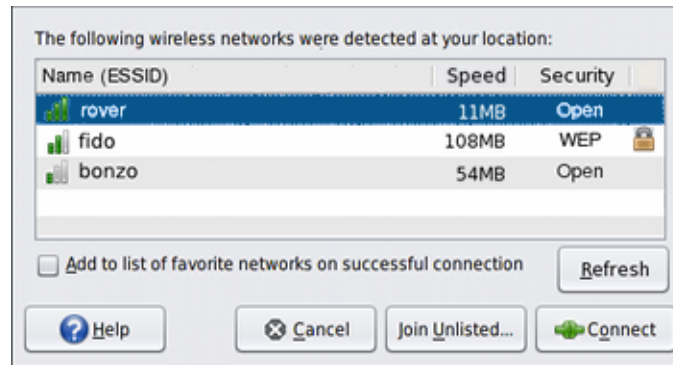 The following wireless networks were detected at your location:
Name (ESSID) Speed Security
rover 11MB Open
fido 108MB WEP
bonzo 54MB Open
Add to list of favorite networks on successful connection
Refresh
Help Cancel Join Unlisted... Connect